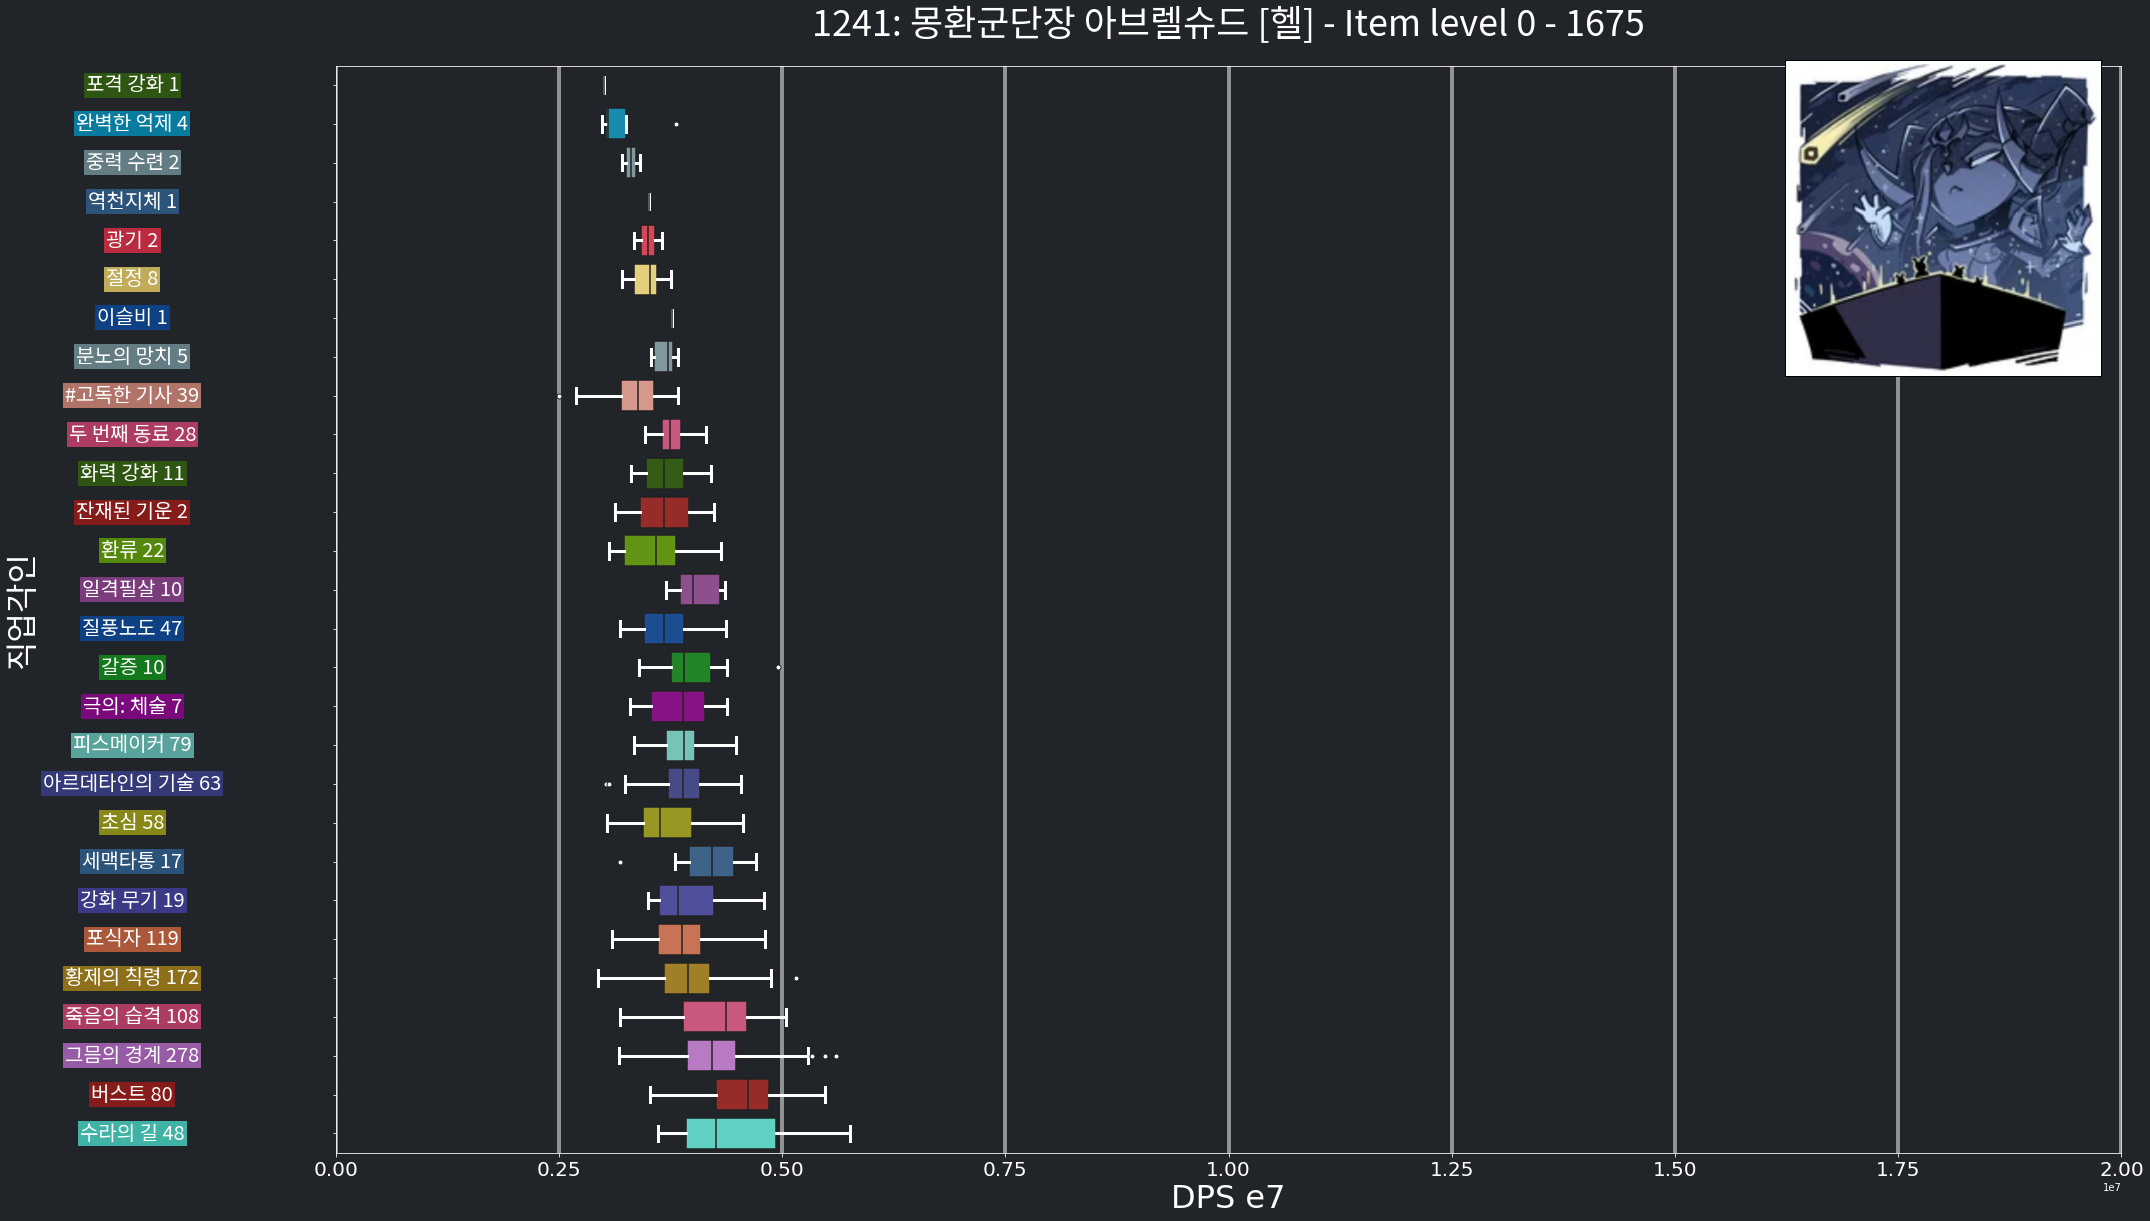 1241: 몽환군단장 아브렐슈드 [헬] - Item level 0 - 1675
직업각인
포격 강화 1
완벽한 억제 4
중력 수련 2
역천지체 1
광기 2
절정 8
이슬비 1
분노의 망치 5
#고독한 기사 39
두 번째 동료 28
화력 강화 11
잔재된 기운 2
환류 22
일격필살 10
질풍노도 47
갈증 10
극의: 체술 7
피스메이커 79
아르데타인의 기술 63
초심 58
세맥타통 17
강화 무기 19
포식자 119
황제의 칙령 172
죽음의 습격 108
그믐의 경계 278
버스트 80
수라의 길 48
0.00 0.25 0.50 0.75 1.00 1.25 1.50 1.75 2.00
1e7
DPS e7